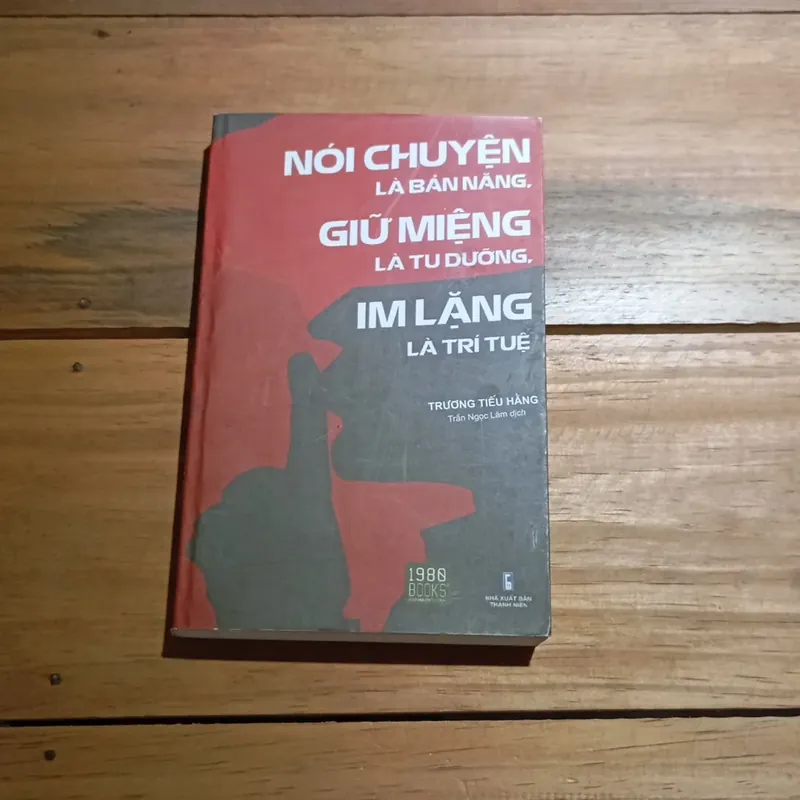 NÓI CHUYỆN
LÀ BẢN NĂNG,
GIỮ MIỆNG
LÀ TU DƯỠNG,
IM LẶNG
LÀ TRÍ TUỆ
TRƯƠNG TIẾU HẰNG
Trần Ngọc Lâm dịch
1980
BOOKS
NHÀ XUẤT BẢN
THANH NIÊN